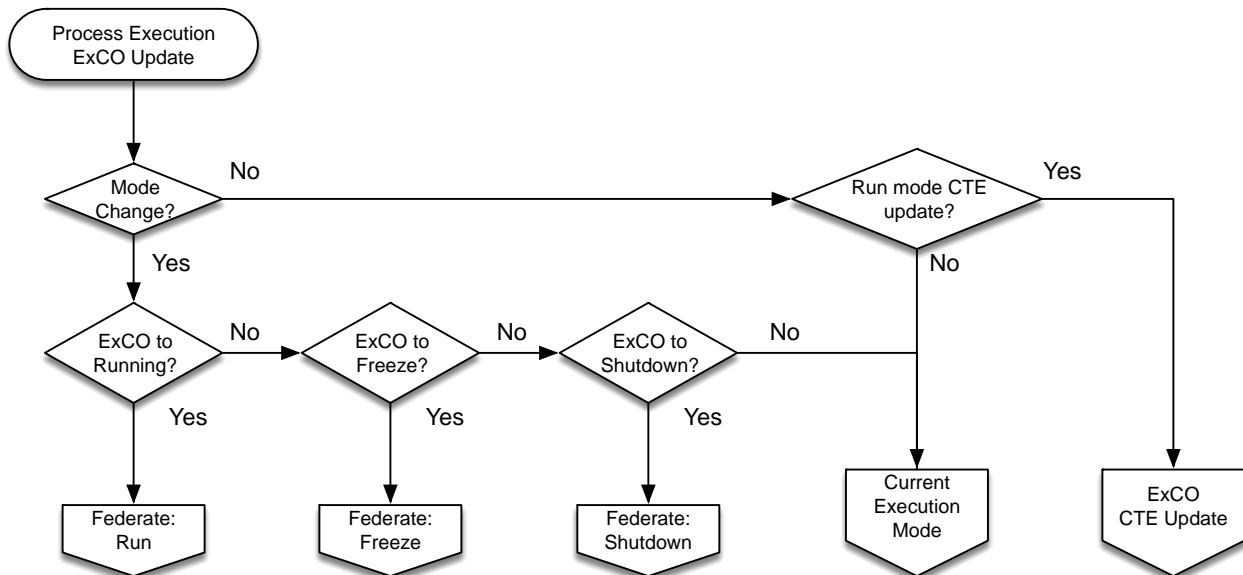 Process Execution
ExCO Update
Mode
Change?
No
Run mode CTE
update?
Yes
Yes
No
ExCO to
Running?
No
ExCO to
Freeze?
No
ExCO to
Shutdown?
No
Yes
Yes
Yes
Federate:
Run
Federate:
Freeze
Federate:
Shutdown
Current
Execution
Mode
ExCO
CTE Update